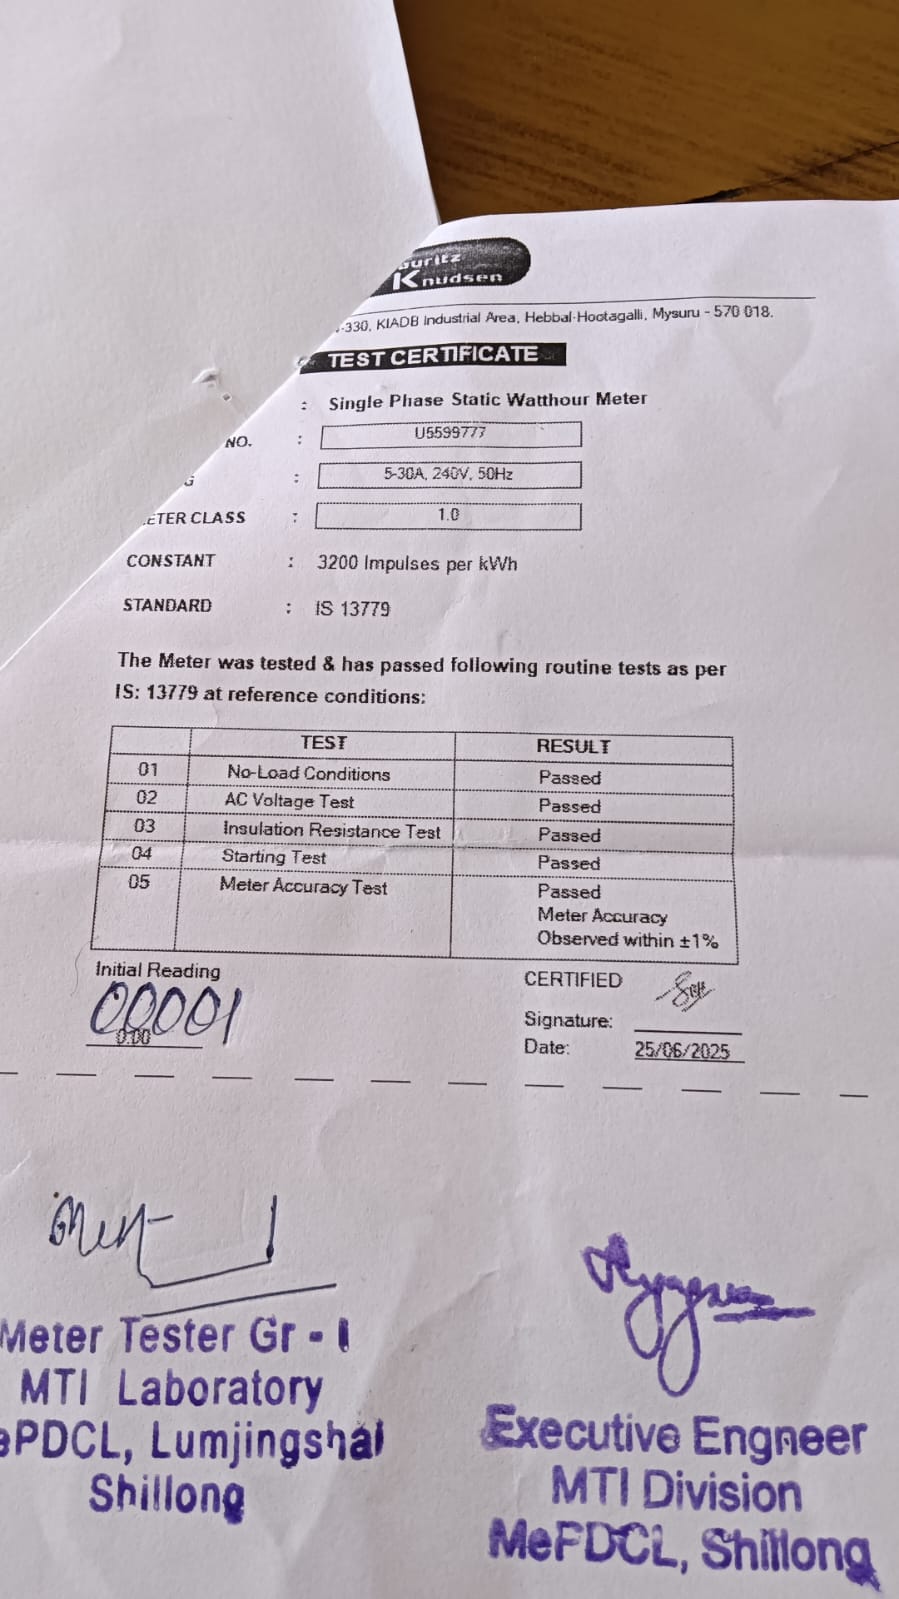 Knudsen
-330, KIADB Industrial Area, Hebbal-Hootagalli, Mysuru - 570 018.
TEST CERTIFICATE
: Single Phase Static Watthour Meter
NO. : U5599777
G : 5-30A, 240V, 50Hz
ETER CLASS : 1.0
CONSTANT : 3200 Impulses per kWh
STANDARD : IS 13779
The Meter was tested & has passed following routine tests as per
IS: 13779 at reference conditions:
TEST RESULT
01 No-Load Conditions Passed
02 AC Voltage Test Passed
03 Insulation Resistance Test Passed
04 Starting Test Passed
05 Meter Accuracy Test Passed
Meter Accuracy
Observed within ±1%
Initial Reading
00001
0.00
CERTIFIED
Signature:
Date: 25/06/2025
Meter Tester Gr - I
MTI Laboratory
ePDCL, Lumjingshai
Shillong
Executive Engneer
MTI Division
MePDCL, Shillong